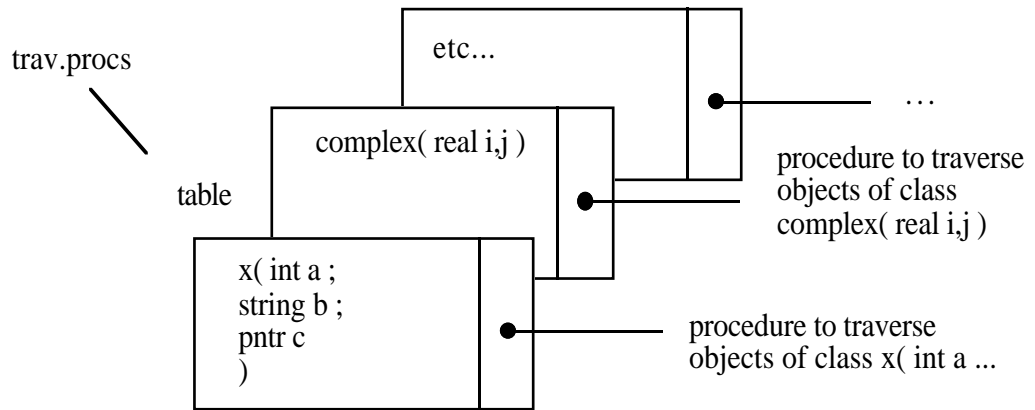 etc...
trav.procs
...
complex( real i,j )
procedure to traverse
objects of class
complex( real i,j )
table
x( int a ;
string b ;
pntr c
)
procedure to traverse
objects of class x( int a ...